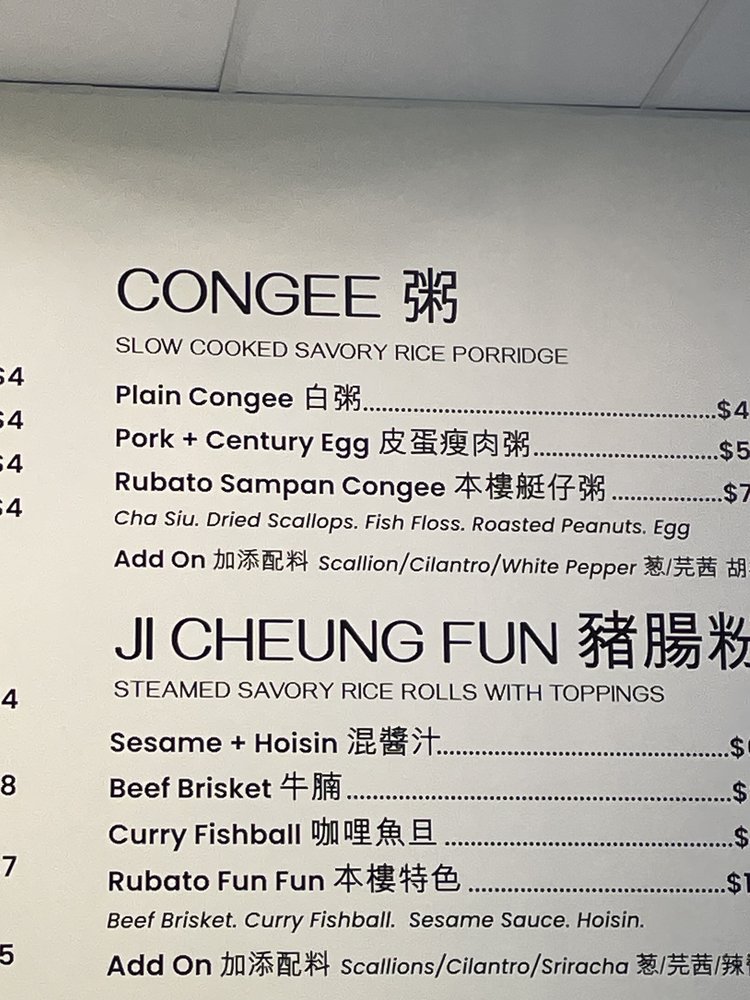 CONGEE 粥
SLOW COOKED SAVORY RICE PORRIDGE
$4
Plain Congee 白粥 $4
$4
Pork + Century Egg 皮蛋瘦肉粥 $5
$4
Rubato Sampan Congee 本樓艇仔粥 $7
$4
Cha Siu. Dried Scallops. Fish Floss. Roasted Peanuts. Egg
Add On 加添配料 Scallion/Cilantro/White Pepper 葱/芫茜 胡
JI CHEUNG FUN 豬腸粉
STEAMED SAVORY RICE ROLLS WITH TOPPINGS
4
Sesame + Hoisin 混醬汁 $
8
Beef Brisket 牛腩 $
Curry Fishball 咖哩魚旦 $
7
Rubato Fun Fun 本樓特色 $1
Beef Brisket. Curry Fishball. Sesame Sauce. Hoisin.
5
Add On 加添配料 Scallions/Cilantro/Sriracha 葱/芫茜/辣